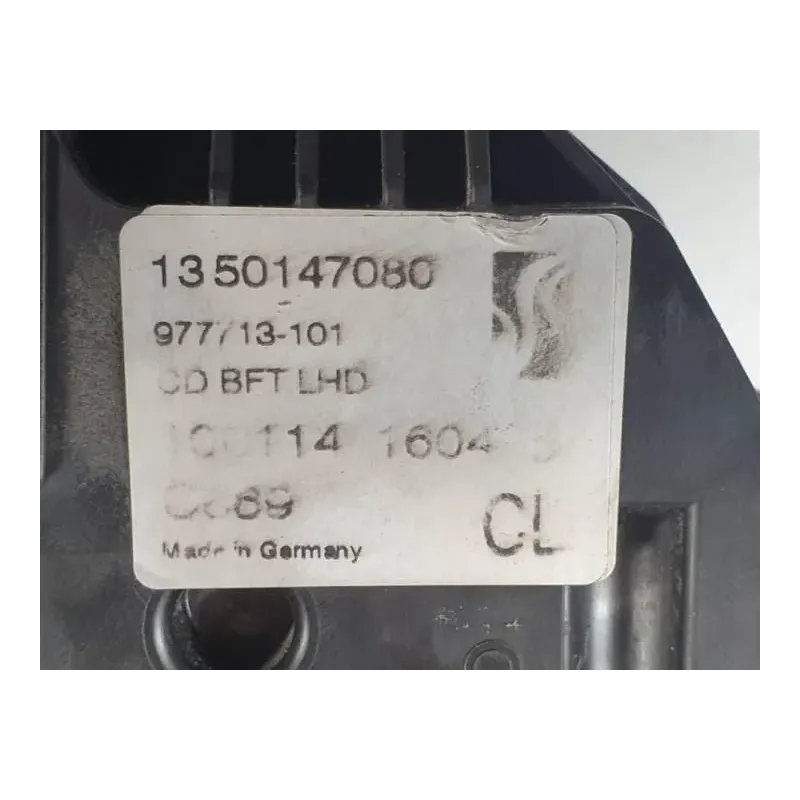 1350147080
977713-101
CD BFT LHD
Made in Germany
CL